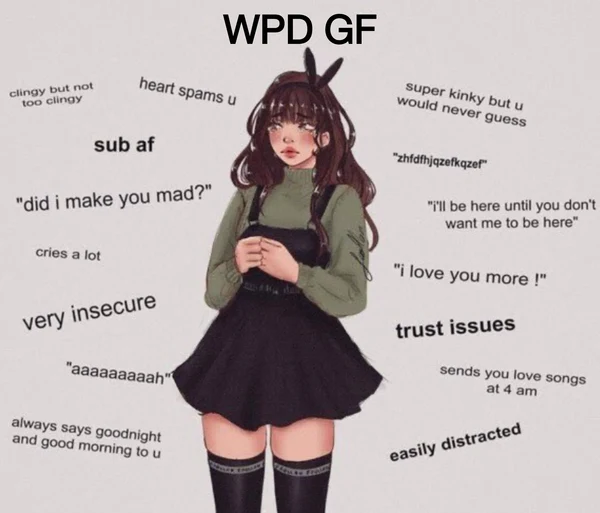 WPD GF
clingy but not
too clingy
heart spams u
super kinky but u
would never guess
sub af
"zhfdfhjqzefkqzef"
"did i make you mad?"
"i'll be here until you don't
want me to be here"
cries a lot
"i love you more !"
very insecure
trust issues
"aaaaaaaaah"
sends you love songs
at 4 am
always says goodnight
and good morning to u
easily distracted